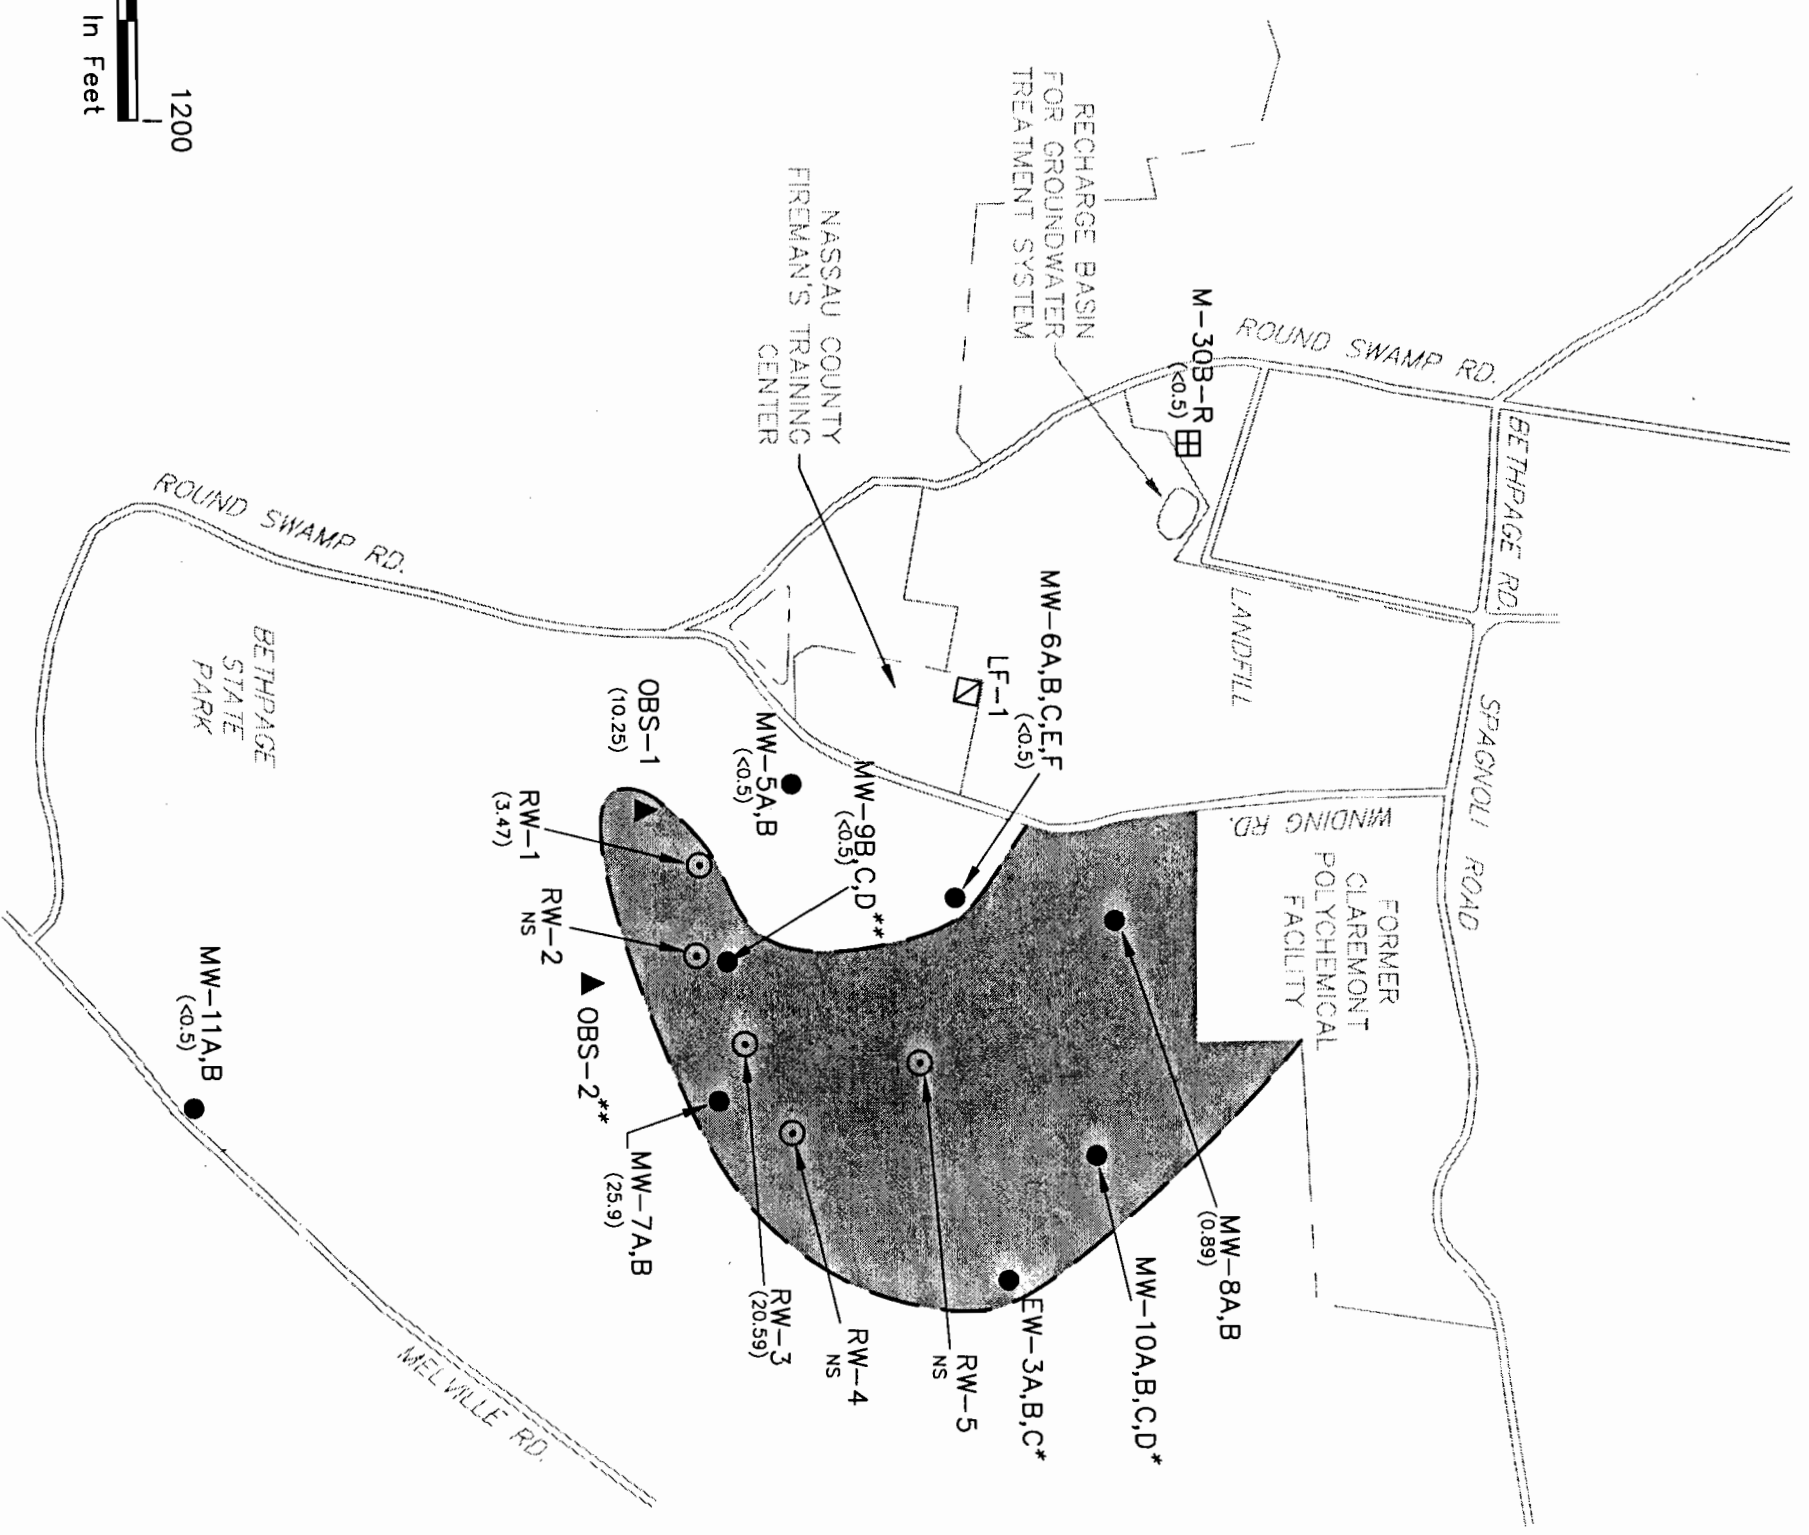 1200
In Feet
RECHARGE BASIN
FOR GROUNDWATER
TREATMENT SYSTEM
NASSAU COUNTY
FIREMAN'S TRAINING
CENTER
M-30B-R
(<0.5)
ROUND SWAMP RD.
BETHPAGE RD.
LANDFILL
SPAGNOLI ROAD
WINDING RD.
FORMER
CLAREMONT
POLYCHEMICAL
FACILITY
ROUND SWAMP RD.
BETHPAGE
STATE
PARK
MW-6A,B,C,E,F
(<0.5)
LF-1
OBS-1
(10.25)
MW-5A,B
(<0.5)
MW-9B,C,D**
(<0.5)
RW-1
(3.47)
RW-2
NS
OBS-2**
MW-11A,B
(<0.5)
MW-7A,B
(25.9)
RW-3
(20.59)
RW-4
NS
RW-5
NS
EW-3A,B,C*
MW-10A,B,C,D*
MW-8A,B
(0.89)
MELVILLE RD.